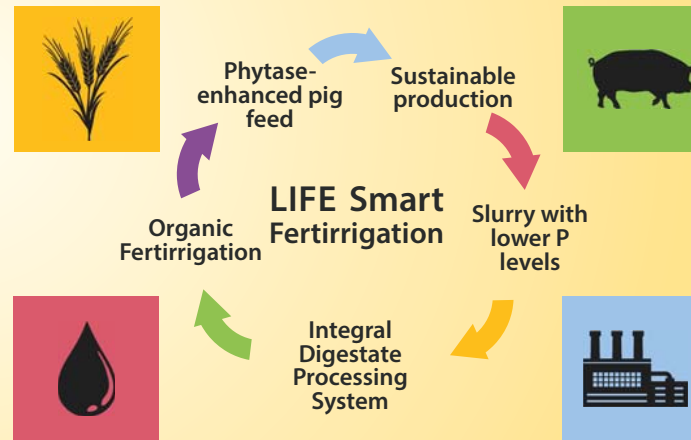 Phytase-
enhanced pig
feed
Sustainable
production
LIFE Smart
Fertirrigation
Slurry with
lower P
levels
Organic
Fertirrigation
Integral
Digestate
Processing
System